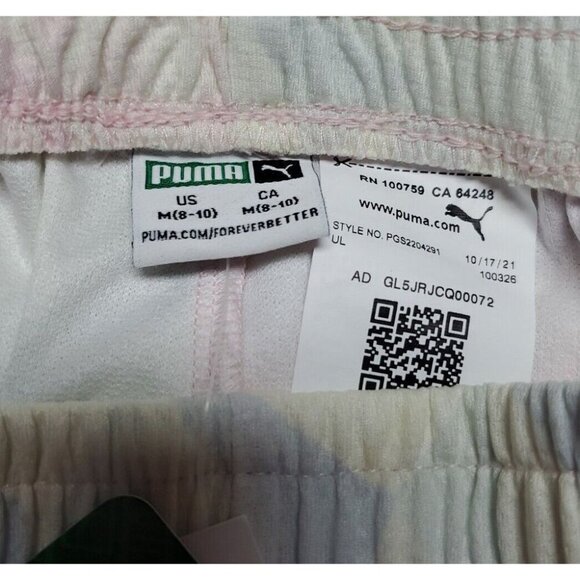 PUMA
US CA
M(8-10) M(8-10)
PUMA.COM/FOREVERBETTER
RN 100759 CA 64248
www.puma.com
STYLE NO. PGS2204291
UL 10/17/21
100326
AD GL5JRJCQ00072